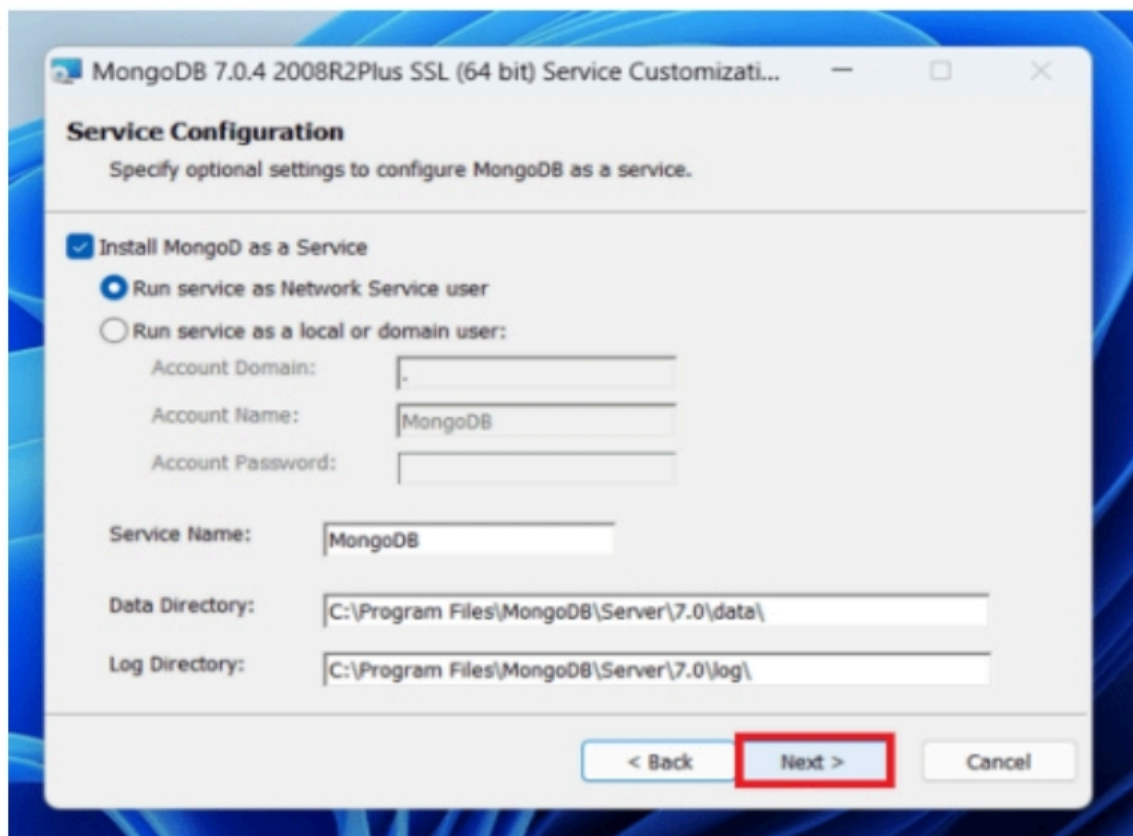 MongoDB 7.0.4 2008R2Plus SSL (64 bit) Service Customizati...
Service Configuration
Specify optional settings to configure MongoDB as a service.
Install MongoD as a Service
Run service as Network Service user
Run service as a local or domain user:
Account Domain: .
Account Name: MongoDB
Account Password:
Service Name: MongoDB
Data Directory: C:\Program Files\MongoDB\Server\7.0\data\
Log Directory: C:\Program Files\MongoDB\Server\7.0\log\
< Back Next > Cancel